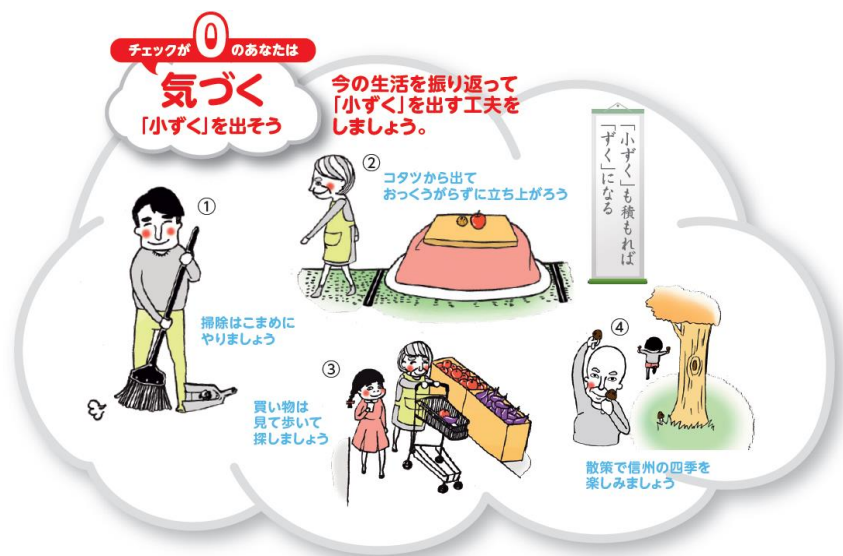 チェックが0のあなたは
気づく
「小ずく」を出そう
今の生活を振り返って
「小ずく」を出す工夫を
しましょう。
①
掃除はこまめに
やりましょう
②
コタツから出て
おっくうがらずに立ち上がろう
「小ずく」も積もれば
「ずく」になる
③
買い物は
見て歩いて
探しましょう
④
散策で信州の四季を
楽しみましょう